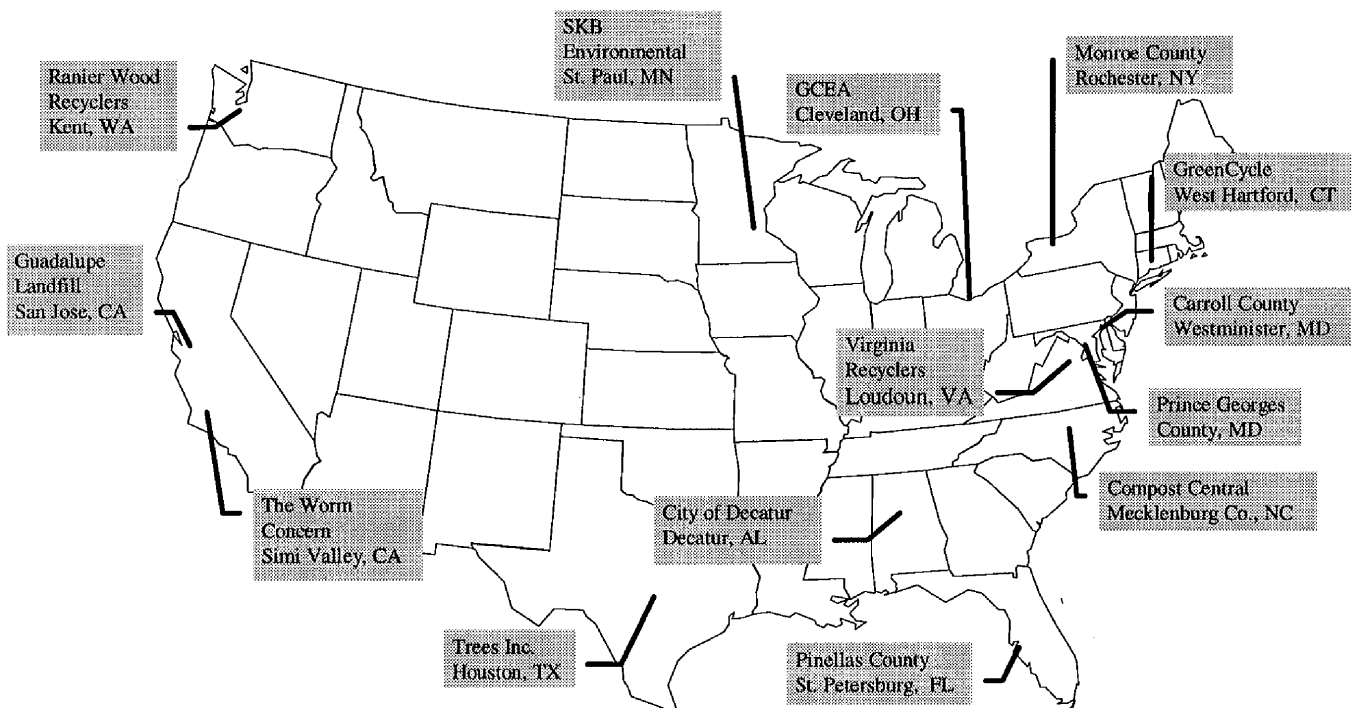 SKB
Environmental
St. Paul, MN
Monroe County
Rochester, NY
Ranier Wood
Recyclers
Kent, WA
GCEA
Cleveland, OH
GreenCycle
West Hartford, CT
Guadalupe
Landfill
San Jose, CA
Carroll County
Westminister, MD
Virginia
Recyclers
Loudoun, VA
Prince Georges
County, MD
The Worm
Concern
Simi Valley, CA
City of Decatur
Decatur, AL
Compost Central
Mecklenburg Co., NC
Trees Inc.
Houston, TX
Pinellas County
St. Petersburg, FL